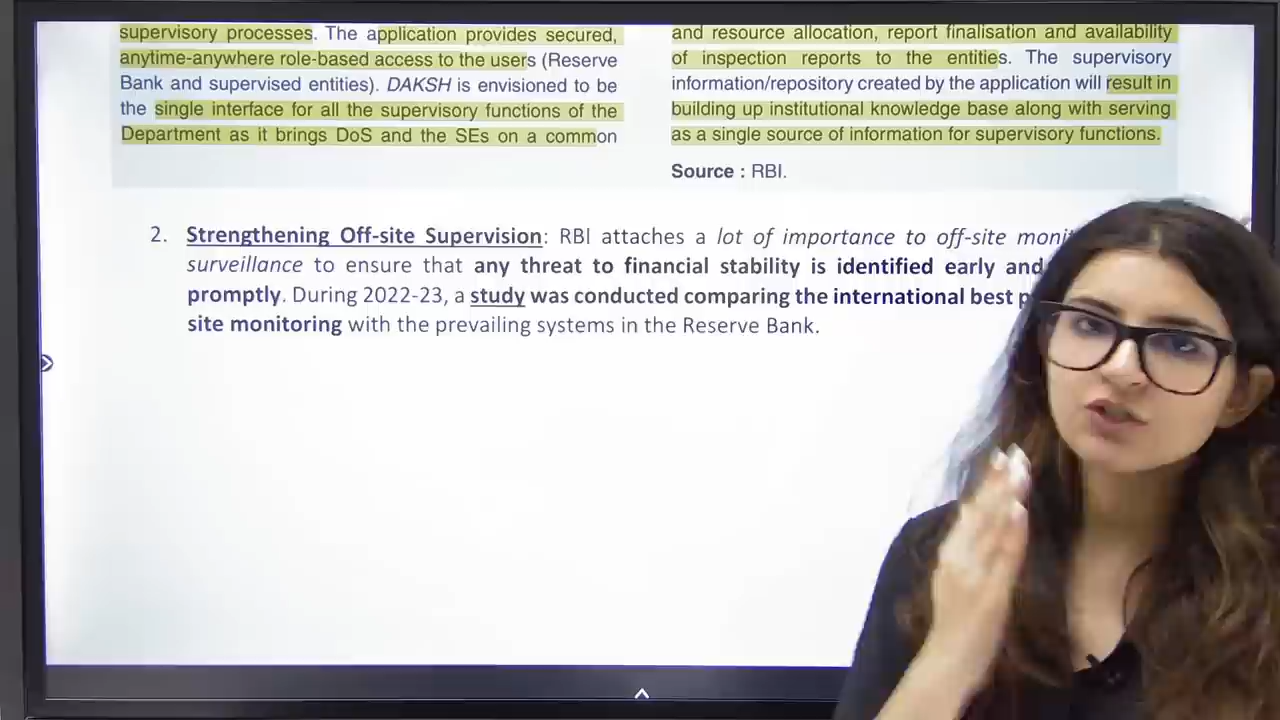 supervisory processes. The application provides secured,
anytime-anywhere role-based access to the users (Reserve
Bank and supervised entities). DAKSH is envisioned to be
the single interface for all the supervisory functions of the
Department as it brings DoS and the SEs on a common
and resource allocation, report finalisation and availability
of inspection reports to the entities. The supervisory
information/repository created by the application will result in
building up institutional knowledge base along with serving
as a single source of information for supervisory functions.
Source : RBI.
2. Strengthening Off-site Supervision: RBI attaches a lot of importance to off-site
surveillance to ensure that any threat to financial stability is identified early and
promptly. During 2022-23, a study was conducted comparing the international best
site monitoring with the prevailing systems in the Reserve Bank.